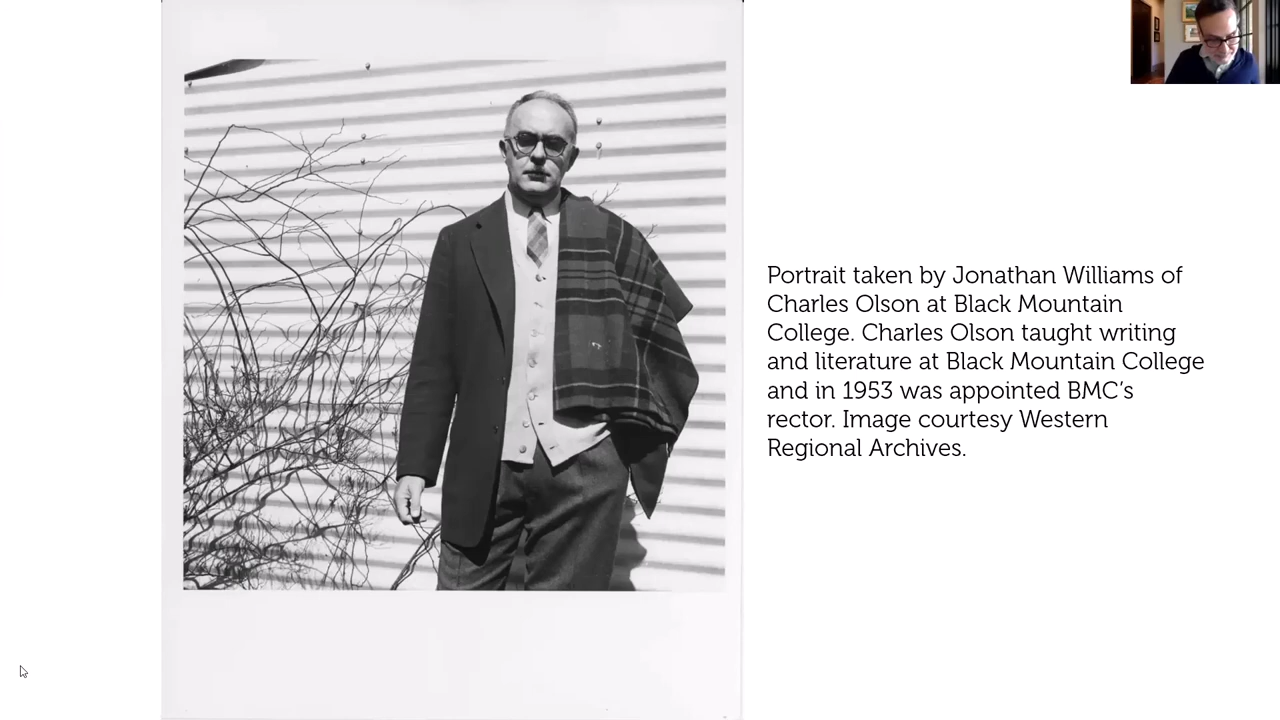 Portrait taken by Jonathan Williams of
Charles Olson at Black Mountain
College. Charles Olson taught writing
and literature at Black Mountain College
and in 1953 was appointed BMC’s
rector. Image courtesy Western
Regional Archives.